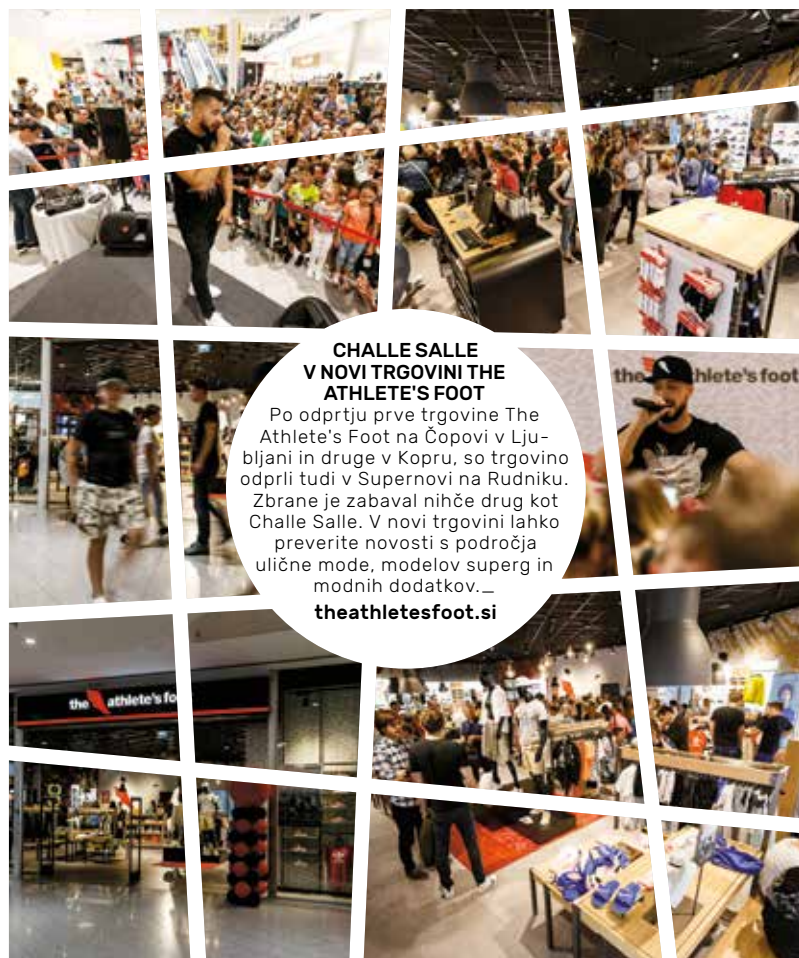 CHALLE SALLE
V NOVI TRGOVINI THE
ATHLETE'S FOOT
Po odprtju prve trgovine The
Athlete's Foot na Čopovi v Lju-
bljani in druge v Kopru, so trgovino
odprli tudi v Supernovi na Rudniku.
Zbrane je zabaval nihče drug kot
Challe Salle. V novi trgovini lahko
preverite novosti s področja
ulične mode, modelov superg in
modnih dodatkov._
theathletesfoot.si
the athlete's foot
the athlete's fo